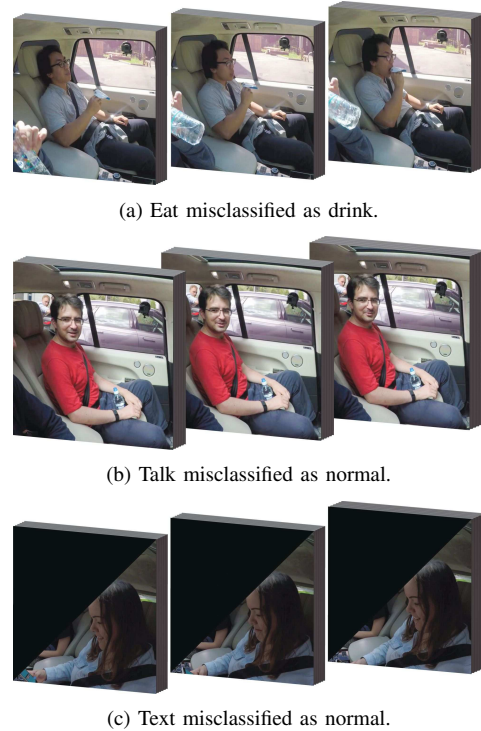 (a) Eat misclassified as drink.
(b) Talk misclassified as normal.
(c) Text misclassified as normal.